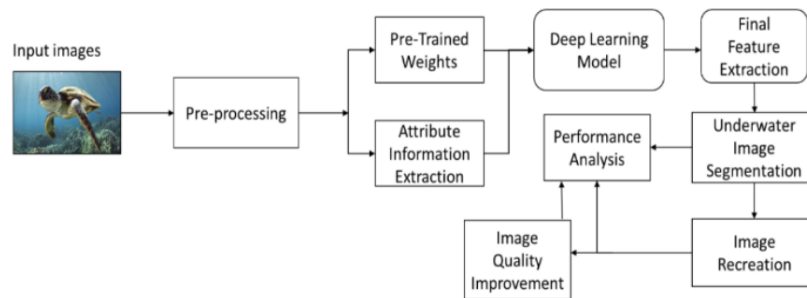 Input images
Pre-processing
Pre-Trained
Weights
Attribute
Information
Extraction
Deep Learning
Model
Final
Feature
Extraction
Underwater
Image
Segmentation
Performance
Analysis
Image
Quality
Improvement
Image
Recreation